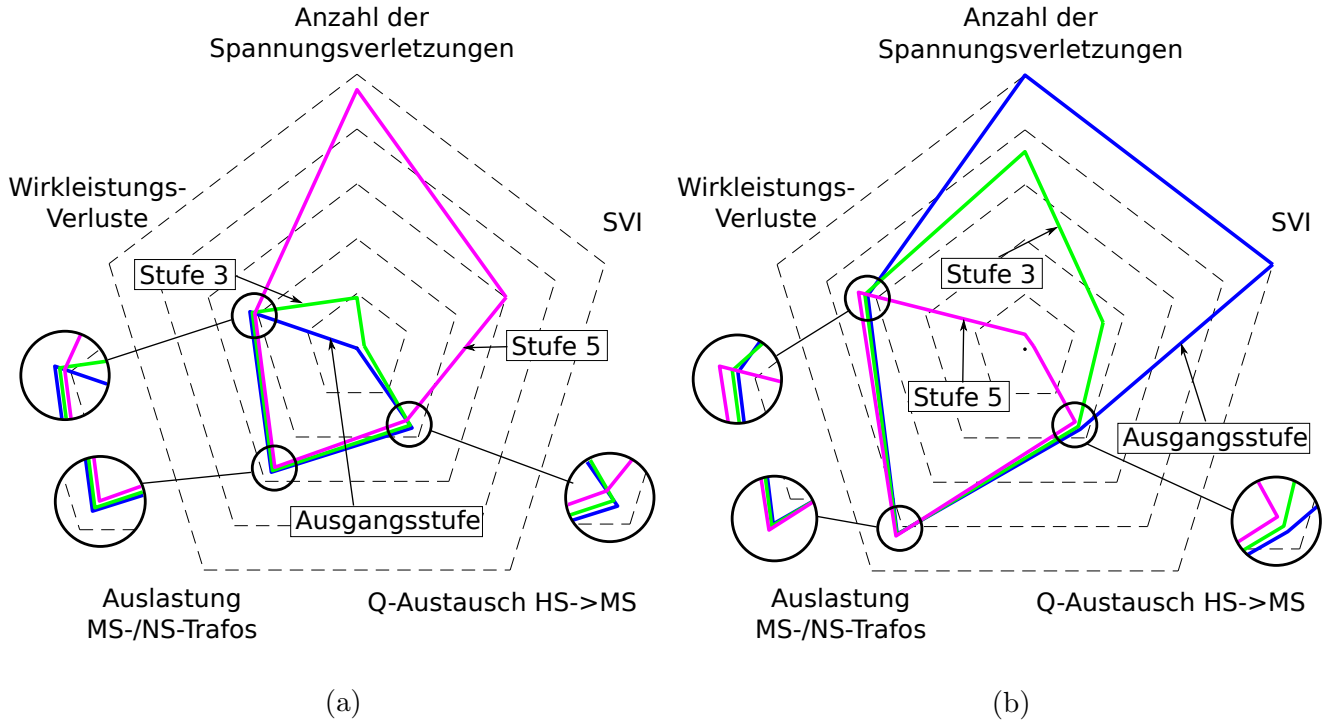 Anzahl der
Spannungsverletzungen
Wirkleistungs-
Verluste
SVI
Stufe 3
Stufe 5
Ausgangsstufe
Auslastung
MS-/NS-Trafos
Q-Austausch HS->MS
(a)
Anzahl der
Spannungsverletzungen
Wirkleistungs-
Verluste
SVI
Stufe 3
Stufe 5
Ausgangsstufe
Auslastung
MS-/NS-Trafos
Q-Austausch HS->MS
(b)